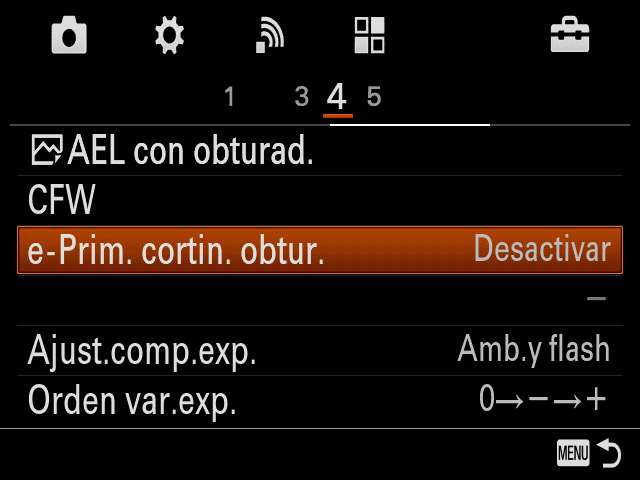 1 3 4 5
AEL con obturad.
CFW
e-Prim. cortin. obtur. Desactivar
–
Ajust.comp.exp. Amb.y flash
Orden var.exp. 0→−→+
MENU